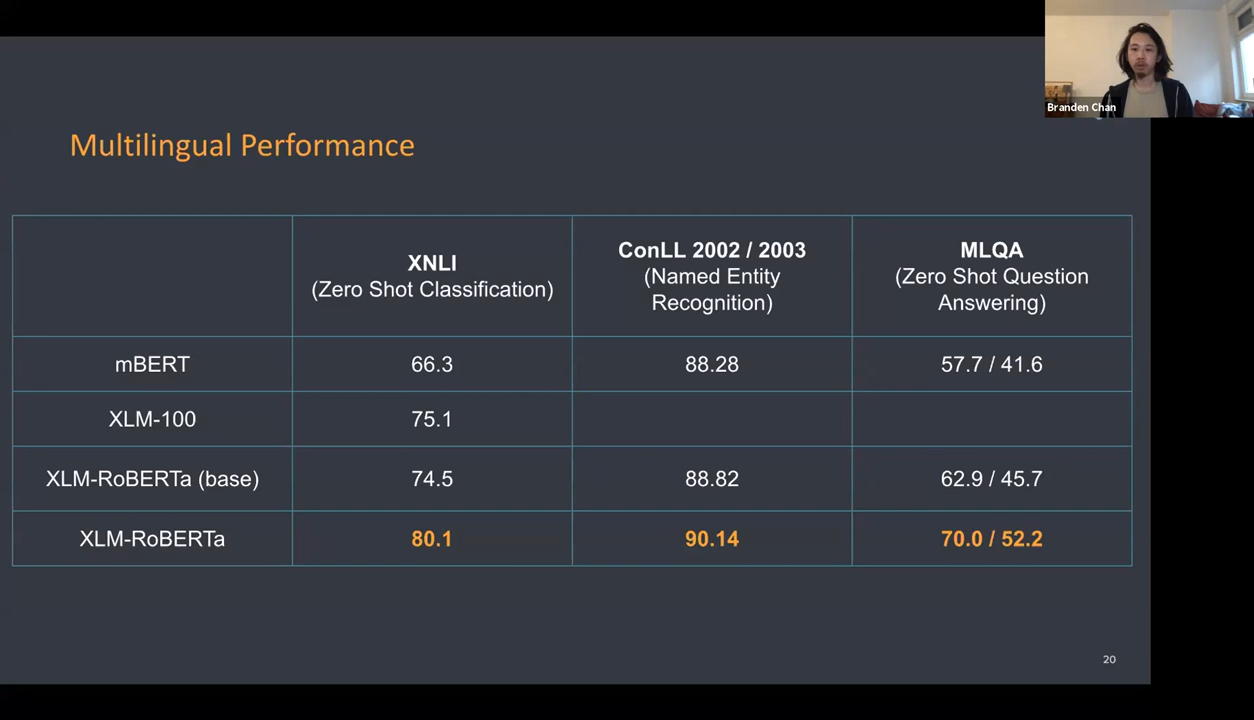 Branden Chan
Multilingual Performance
XNLI
(Zero Shot Classification)
ConLL 2002 / 2003
(Named Entity
Recognition)
MLQA
(Zero Shot Question
Answering)
mBERT 66.3 88.28 57.7 / 41.6
XLM-100 75.1
XLM-RoBERTa (base) 74.5 88.82 62.9 / 45.7
XLM-RoBERTa 80.1 90.14 70.0 / 52.2
20